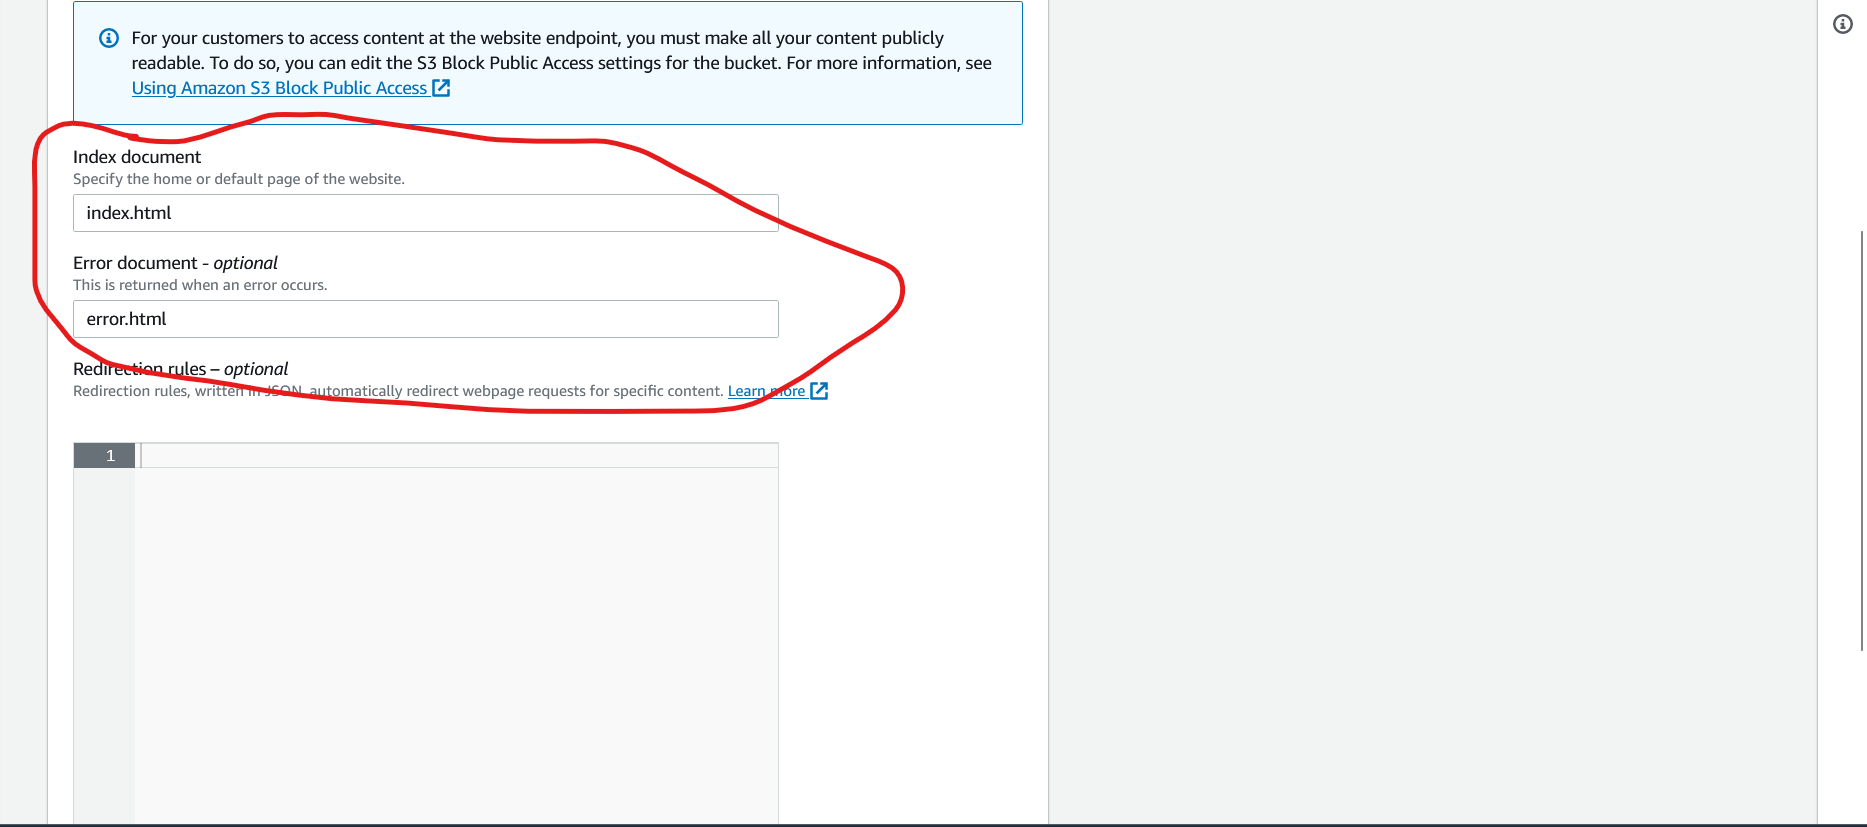 For your customers to access content at the website endpoint, you must make all your content publicly
readable. To do so, you can edit the S3 Block Public Access settings for the bucket. For more information, see
Using Amazon S3 Block Public Access
Index document
Specify the home or default page of the website.
index.html
Error document - optional
This is returned when an error occurs.
error.html
Redirection rules – optional
Redirection rules, written in JSON, automatically redirect webpage requests for specific content. Learn more
1